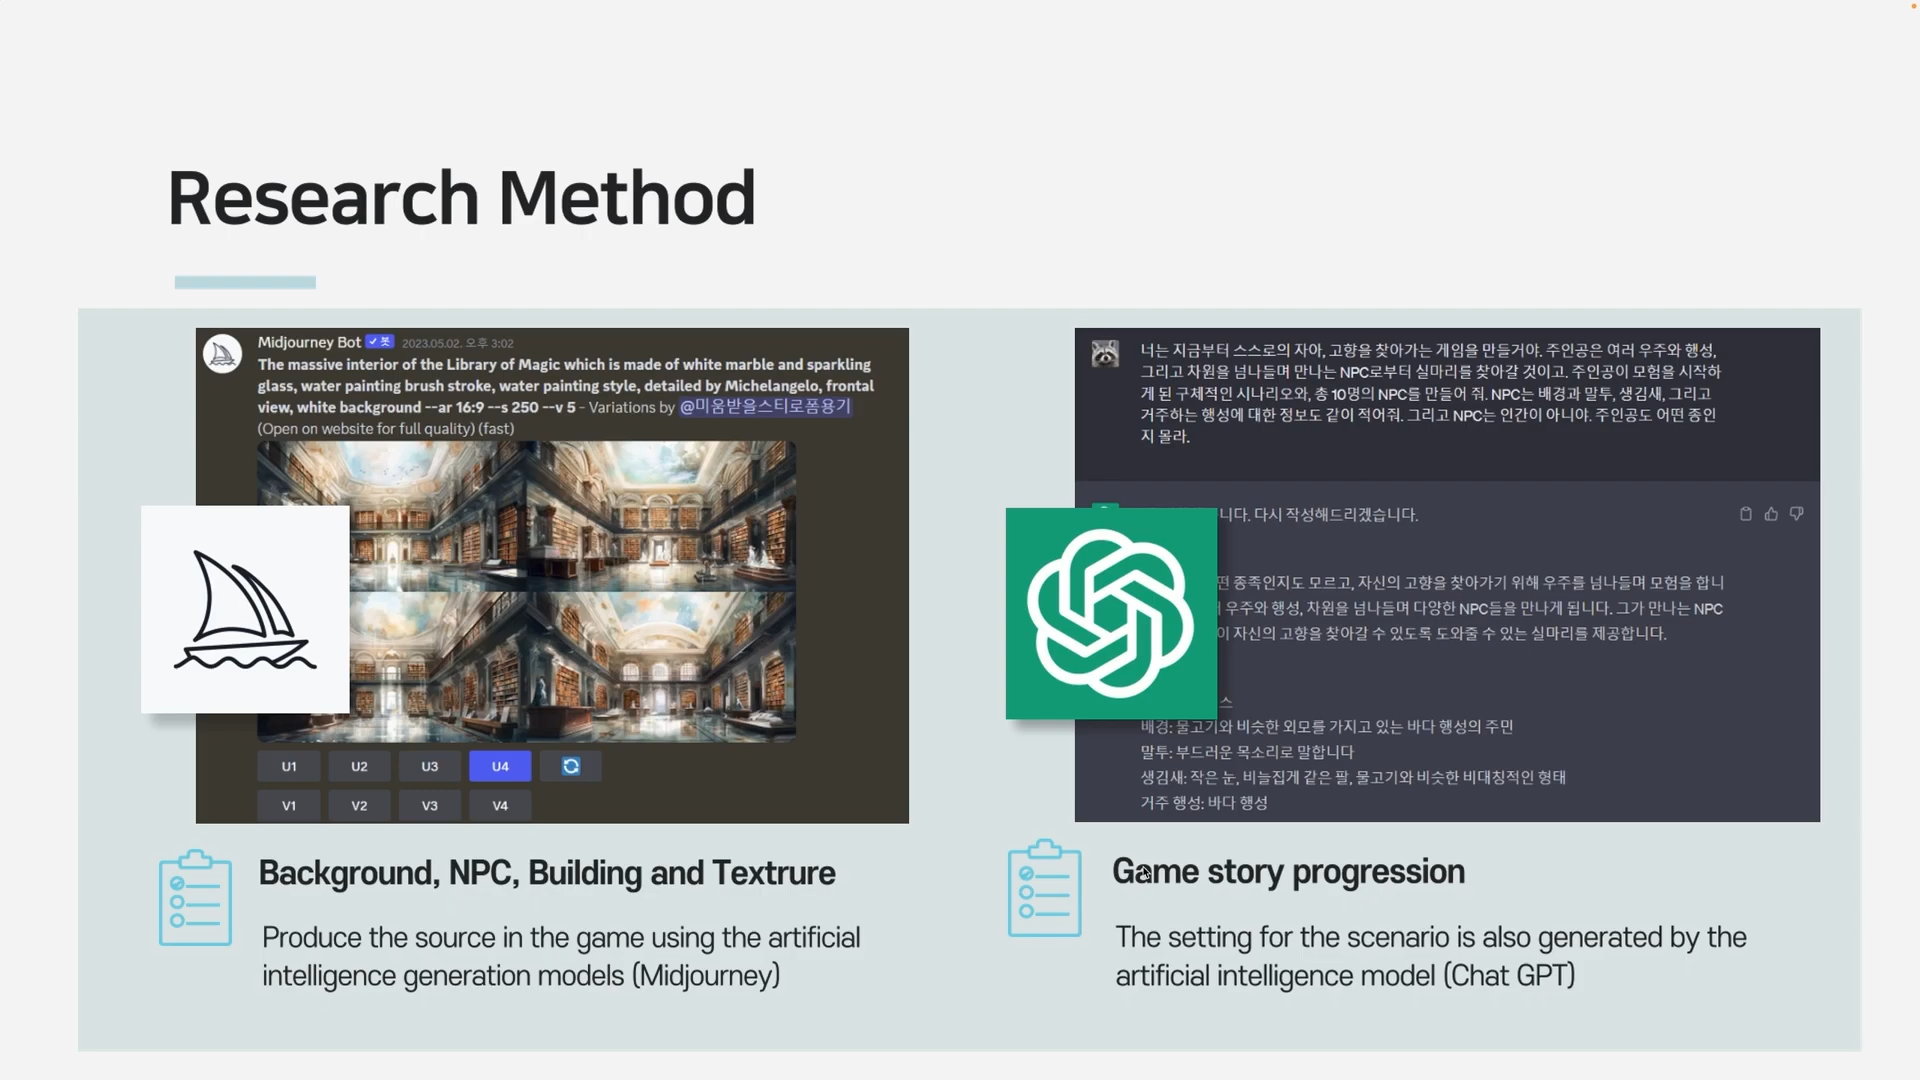 Research Method
Midjourney Bot ✓ 봇 2023.05.02. 오후 3:02
The massive interior of the Library of Magic which is made of white marble and sparkling
glass, water painting brush stroke, water painting style, detailed by Michelangelo, frontal
view, white background --ar 16:9 --s 250 --v 5 - Variations by @미움받을스티로폼용기
(Open on website for full quality) (fast)
U1 U2 U3 U4
V1 V2 V3 V4
Background, NPC, Building and Textrure
Produce the source in the game using the artificial
intelligence generation models (Midjourney)
너는 지금부터 스스로의 자아, 고향을 찾아가는 게임을 만들거야. 주인공은 여러 우주와 행성,
그리고 차원을 넘나들며 만나는 NPC로부터 실마리를 찾아갈 것이고. 주인공이 모험을 시작하
게 된 구체적인 시나리오와, 총 10명의 NPC를 만들어 줘. NPC는 배경과 말투, 생김새, 그리고
거주하는 행성에 대한 정보도 같이 적어줘. 그리고 NPC는 인간이 아니야. 주인공도 어떤 종인
지 몰라.
니다. 다시 작성해드리겠습니다.
떤 종족인지도 모르고, 자신의 고향을 찾아가기 위해 우주를 넘나들며 모험을 합니
우주와 행성, 차원을 넘나들며 다양한 NPC들을 만나게 됩니다. 그가 만나는 NPC
이 자신의 고향을 찾아갈 수 있도록 도와줄 수 있는 실마리를 제공합니다.
스
배경: 물고기와 비슷한 외모를 가지고 있는 바다 행성의 주민
말투: 부드러운 목소리로 말합니다
생김새: 작은 눈, 비늘집게 같은 팔, 물고기와 비슷한 비대칭적인 형태
거주 행성: 바다 행성
Game story progression
The setting for the scenario is also generated by the
artificial intelligence model (Chat GPT)